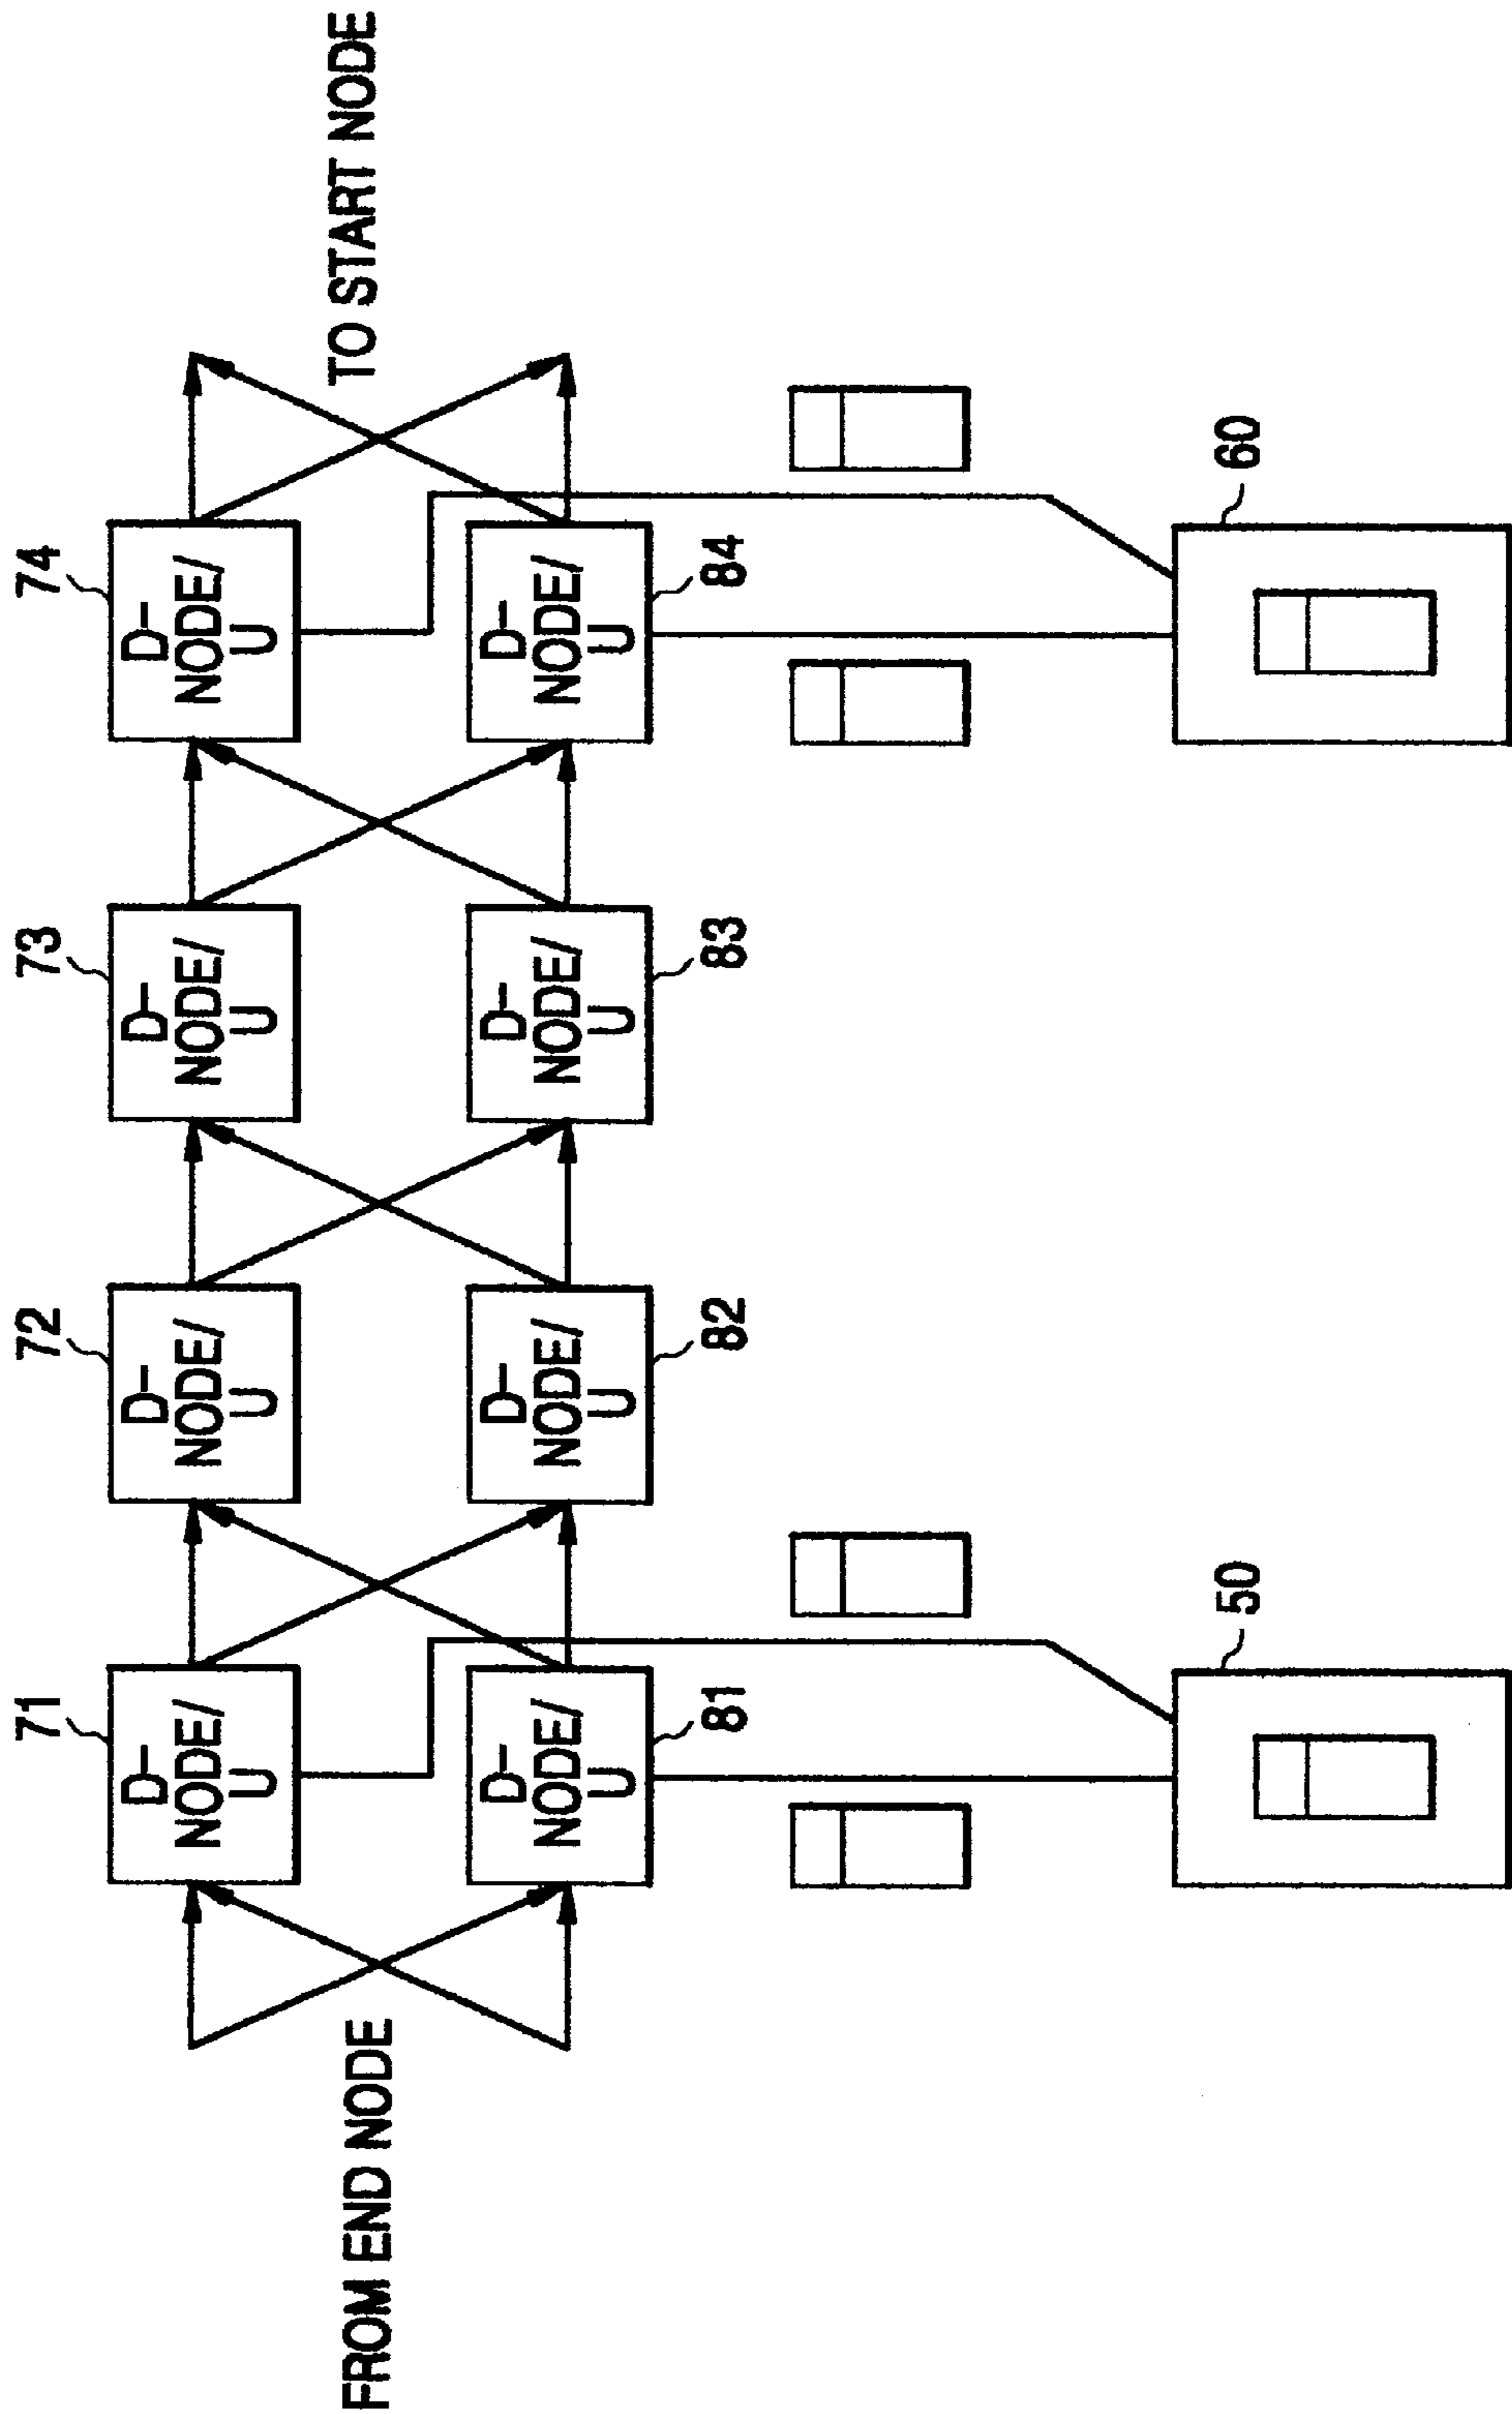 71
72
73
74
D-
NODE/
U
D-
NODE/
U
D-
NODE/
U
D-
NODE/
U
FROM END NODE
TO START NODE
D-
NODE/
U
D-
NODE/
U
D-
NODE/
U
D-
NODE/
U
81
82
83
84
50
60